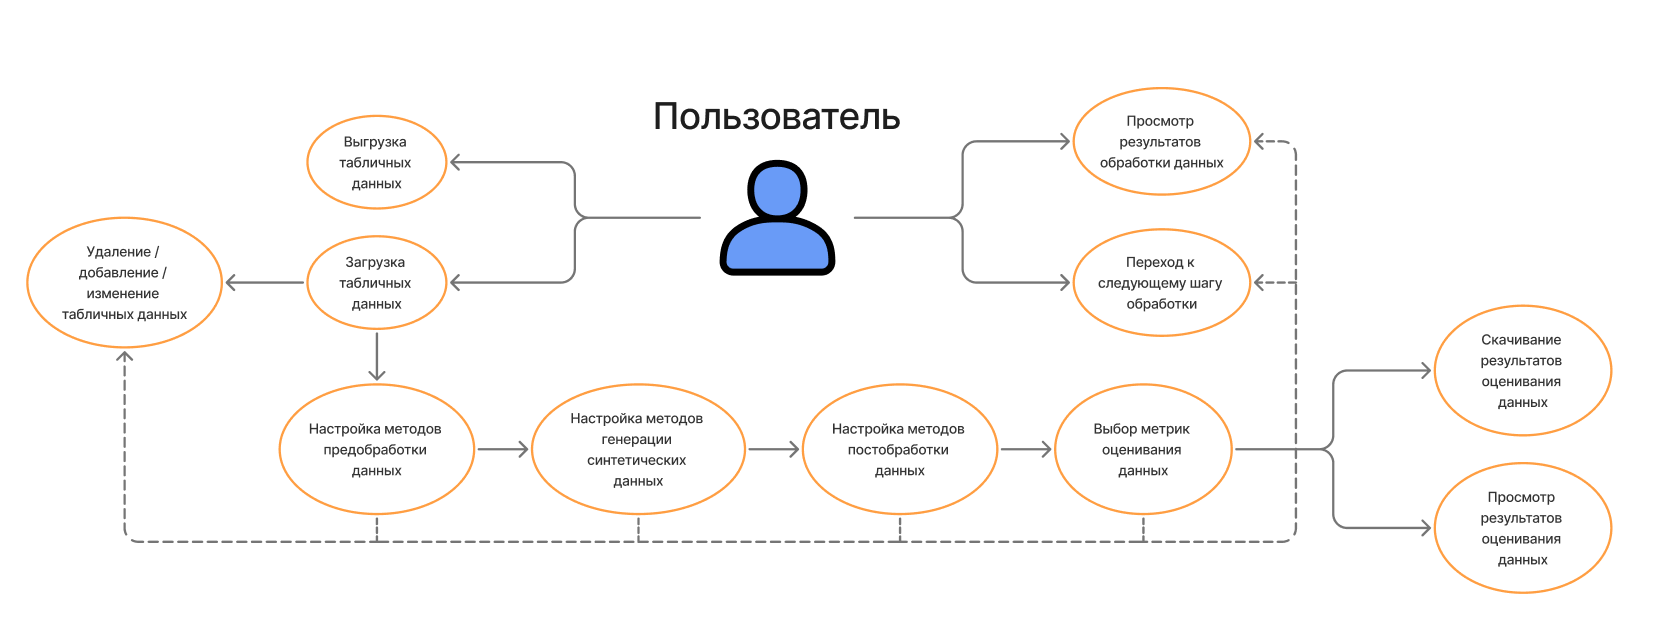 Пользователь
Выгрузка
табличных
данных
Просмотр
результатов
обработки данных
Удаление /
добавление /
изменение
табличных данных
Загрузка
табличных
данных
Переход к
следующему шагу
обработки
Настройка методов
предобработки
данных
Настройка методов
генерации
синтетических
данных
Настройка методов
постобработки
данных
Выбор метрик
оценивания
данных
Скачивание
результатов
оценивания
данных
Просмотр
результатов
оценивания
данных